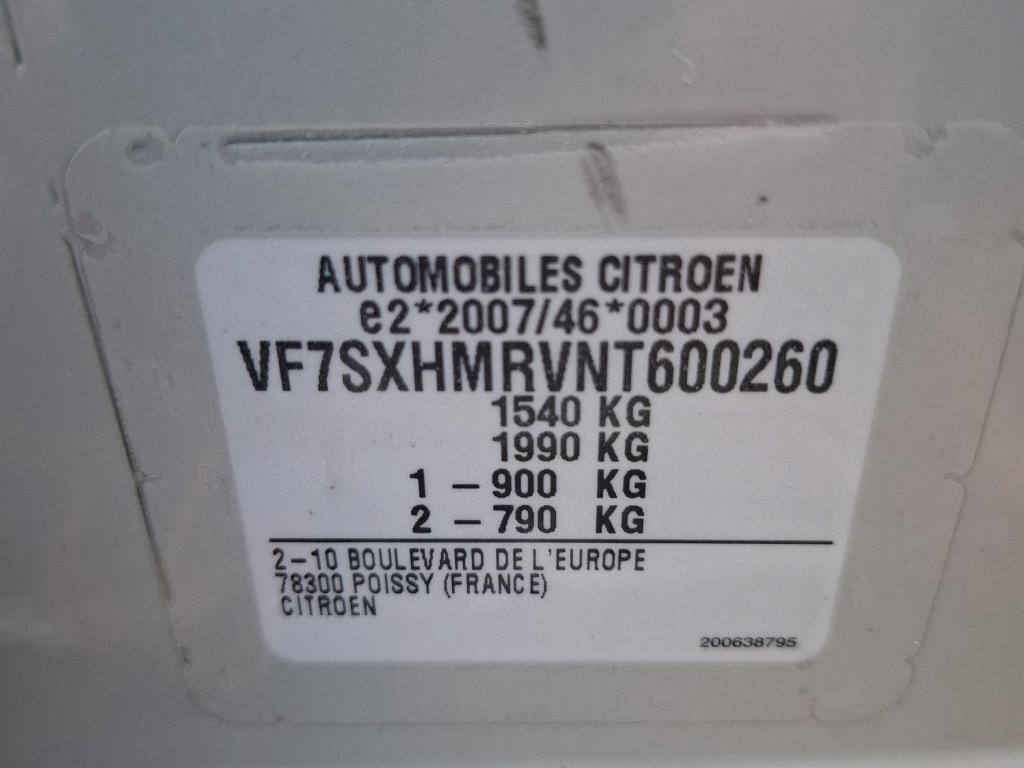 AUTOMOBILES CITROEN
e2*2007/46*0003
VF7SXHMRVNT600260
1540 KG
1990 KG
1 - 900 KG
2 - 790 KG
2-10 BOULEVARD DE L'EUROPE
78300 POISSY (FRANCE)
CITROEN
200638795